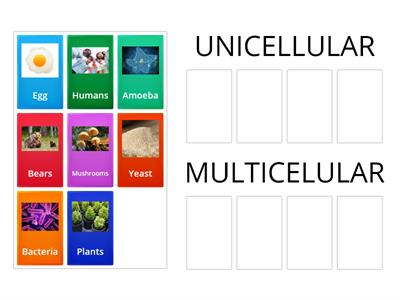 UNICELLULAR
Egg
Humans
Amoeba
Bears
Mushrooms
Yeast
MULTICELULAR
Bacteria
Plants